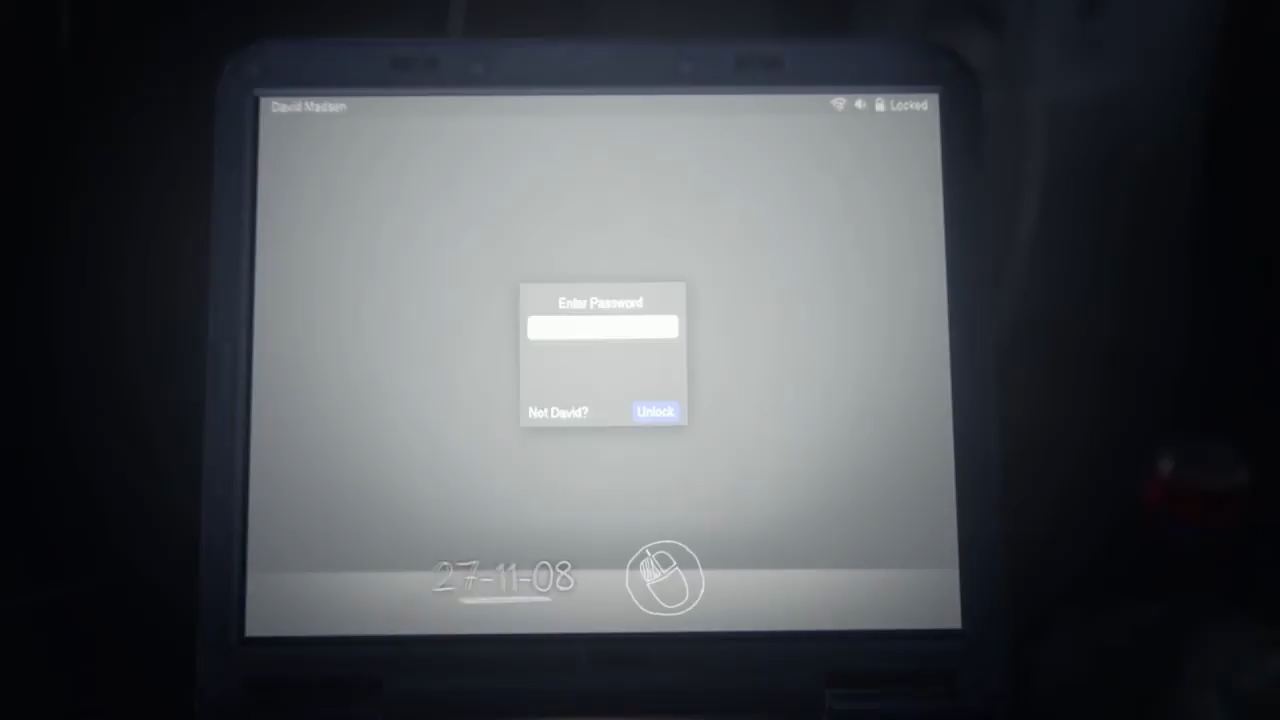 David Madsen
Locked
Enter Password
Not David?
Unlock
27-11-08